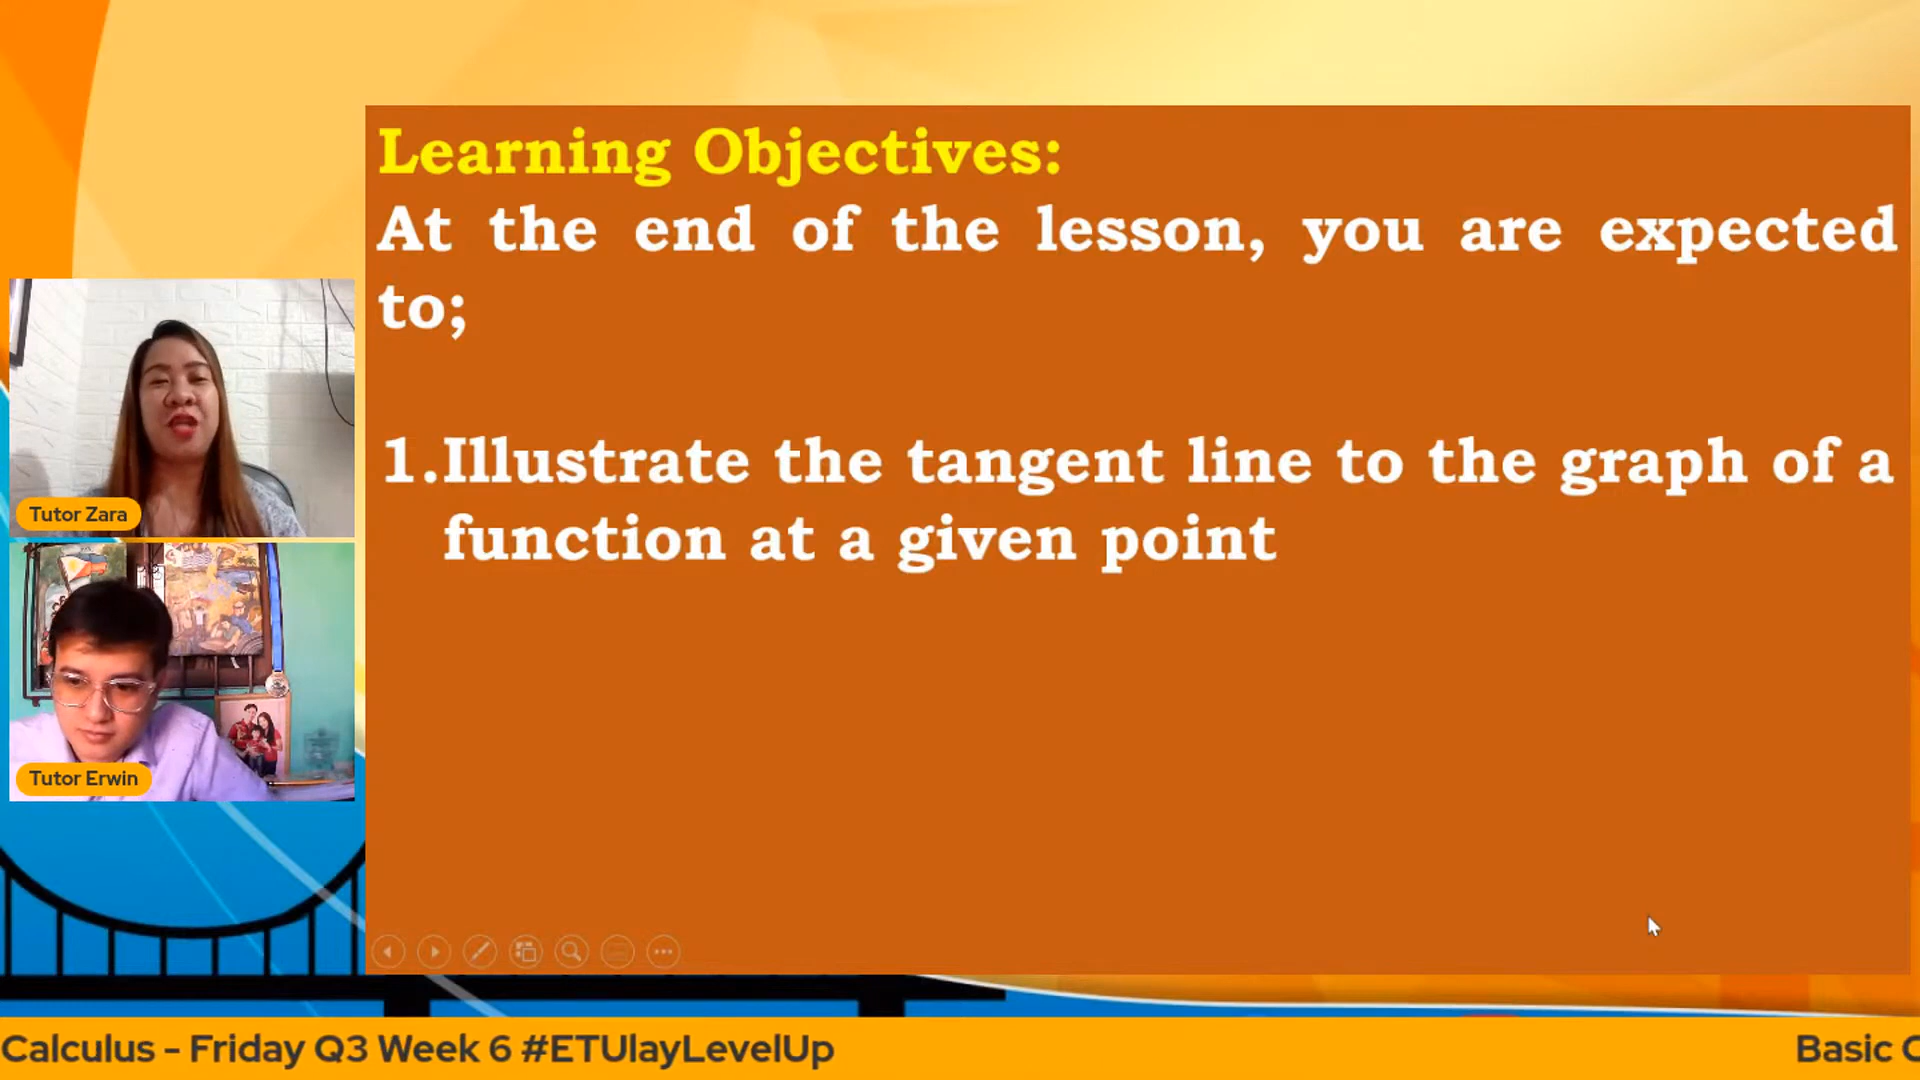 Learning Objectives:
At the end of the lesson, you are expected
to;
1.Illustrate the tangent line to the graph of a
function at a given point
Tutor Zara
Tutor Erwin
Calculus - Friday Q3 Week 6 #ETUlayLevelUp
Basic C